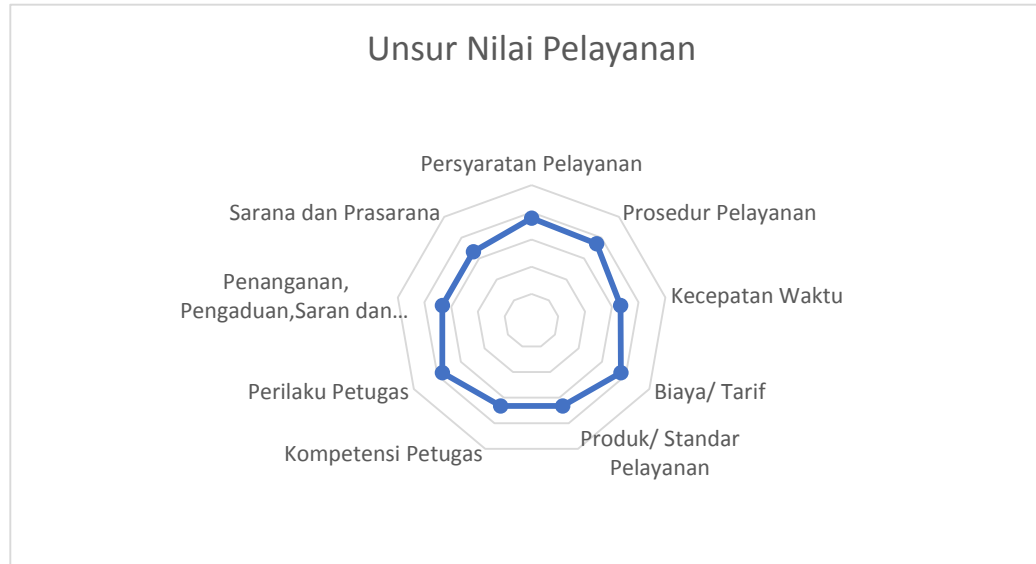 Unsur Nilai Pelayanan
Persyaratan Pelayanan
Prosedur Pelayanan
Kecepatan Waktu
Biaya/ Tarif
Produk/ Standar
Pelayanan
Kompetensi Petugas
Perilaku Petugas
Penanganan,
Pengaduan,Saran dan...
Sarana dan Prasarana